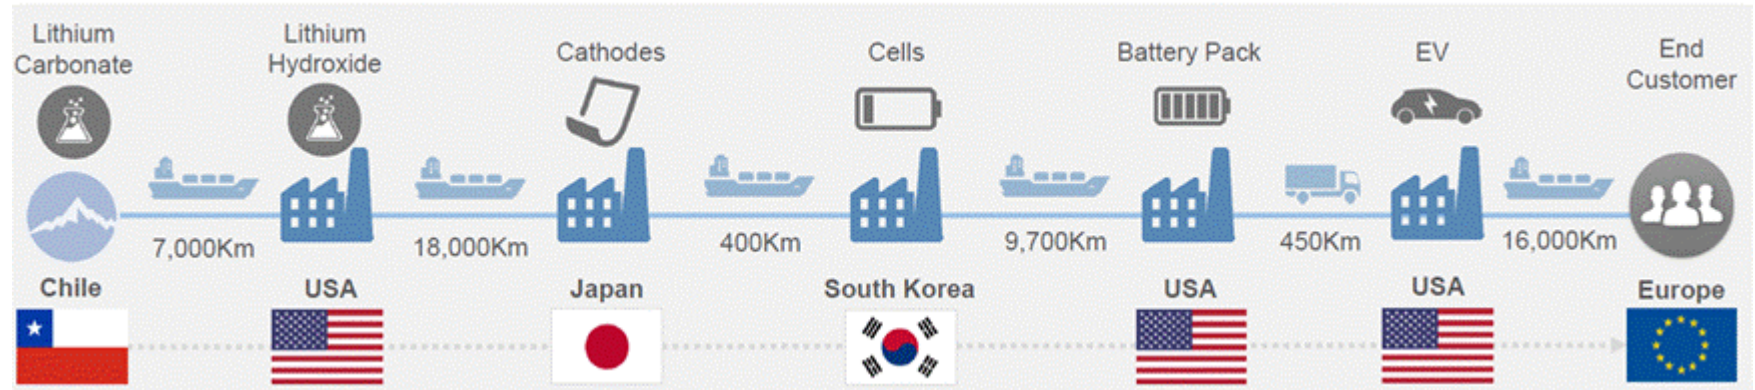 Lithium
Carbonate
Lithium
Hydroxide
Cathodes
Cells
Battery Pack
EV
End
Customer
7,000Km
18,000Km
400Km
9,700Km
450Km
16,000Km
Chile
USA
Japan
South Korea
USA
USA
Europe